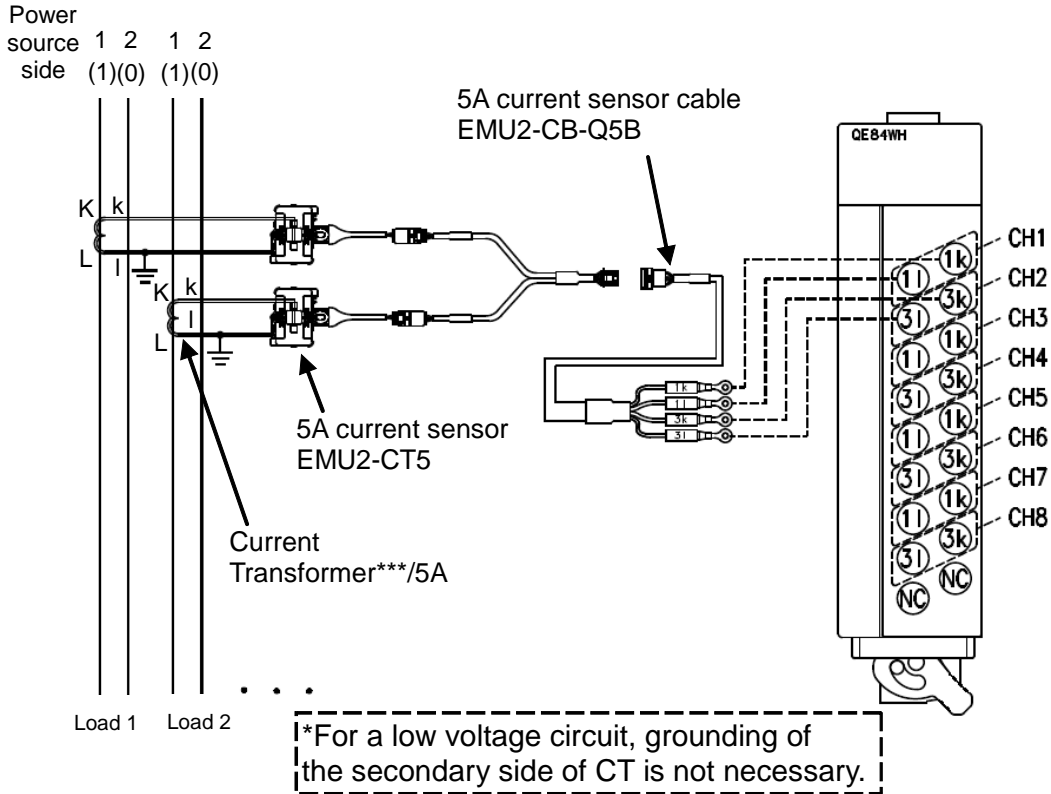 Power
source 1 2 1 2
side (1)(0) (1)(0)
5A current sensor cable
EMU2-CB-Q5B
QE84WH
K k
L l
K k
L l
1k
1l
3k
3l
5A current sensor
EMU2-CT5
Current
Transformer***/5A
1k CH1
1l
3k CH2
3l
1k CH3
1l
3k CH4
3l
1k CH5
1l
3k CH6
3l
1k CH7
1l
3k CH8
3l
NC
NC
Load 1 Load 2
*For a low voltage circuit, grounding of
the secondary side of CT is not necessary.